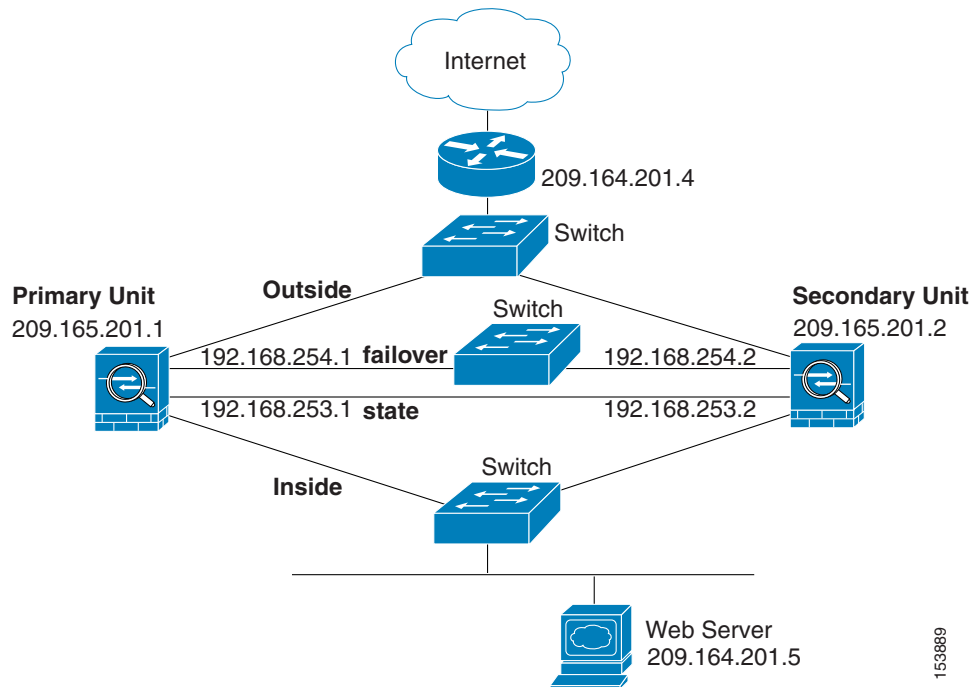 Internet
209.164.201.4
Switch
Outside
Primary Unit
209.165.201.1
Switch
Secondary Unit
209.165.201.2
192.168.254.1 failover 192.168.254.2
192.168.253.1 state 192.168.253.2
Switch
Inside
Web Server
209.164.201.5
153889